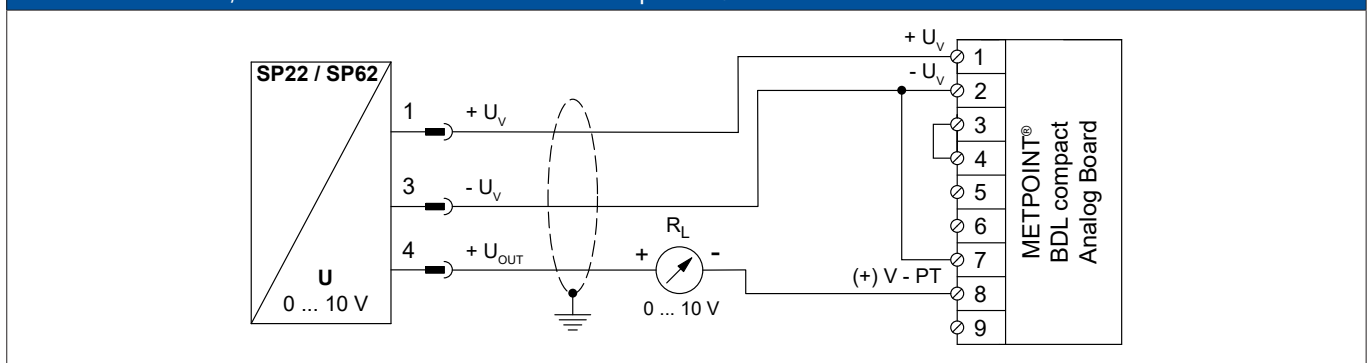 SP22 / SP62
1
+ U_V
3
- U_V
4
+ U_OUT
U
0 ... 10 V
R_L
+
-
0 ... 10 V
+ U_V
- U_V
(+) V - PT
1
2
3
4
5
6
7
8
9
METPOINT®
BDL compact
Analog Board